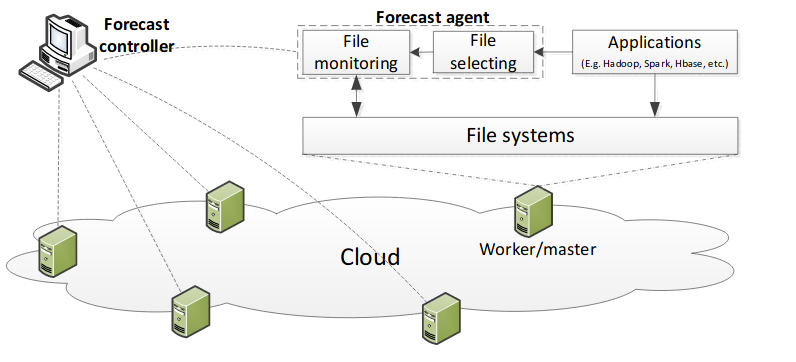 Forecast
controller
Forecast agent
File
monitoring
File
selecting
Applications
(E.g. Hadoop, Spark, Hbase, etc.)
File systems
Worker/master
Cloud